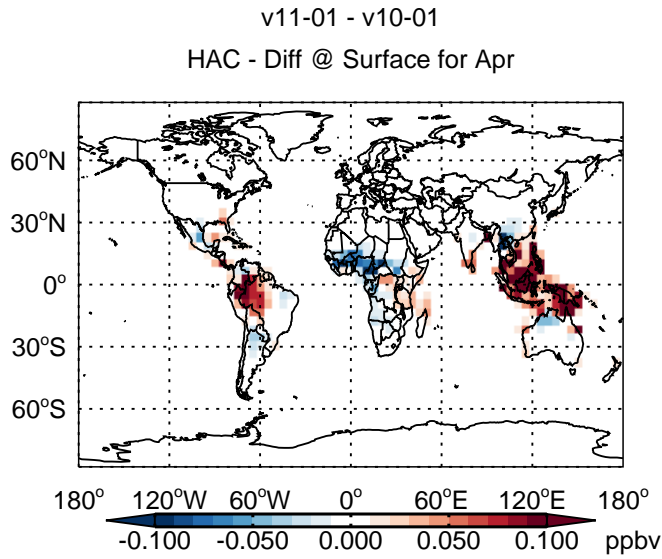 v11-01 - v10-01
HAC - Diff @ Surface for Apr
60°N
30°N
0°
30°S
60°S
180° 120°W 60°W 0° 60°E 120°E 180°
-0.100 -0.050 0.000 0.050 0.100 ppbv